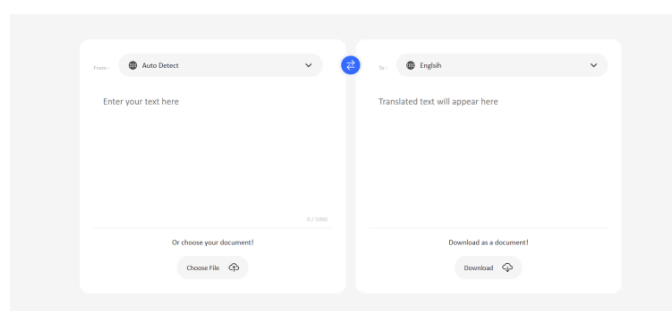 From :
Auto Detect
Enter your text here
0 / 5000
Or choose your document!
Choose File
To :
Englsih
Translated text will appear here
Download as a document!
Download